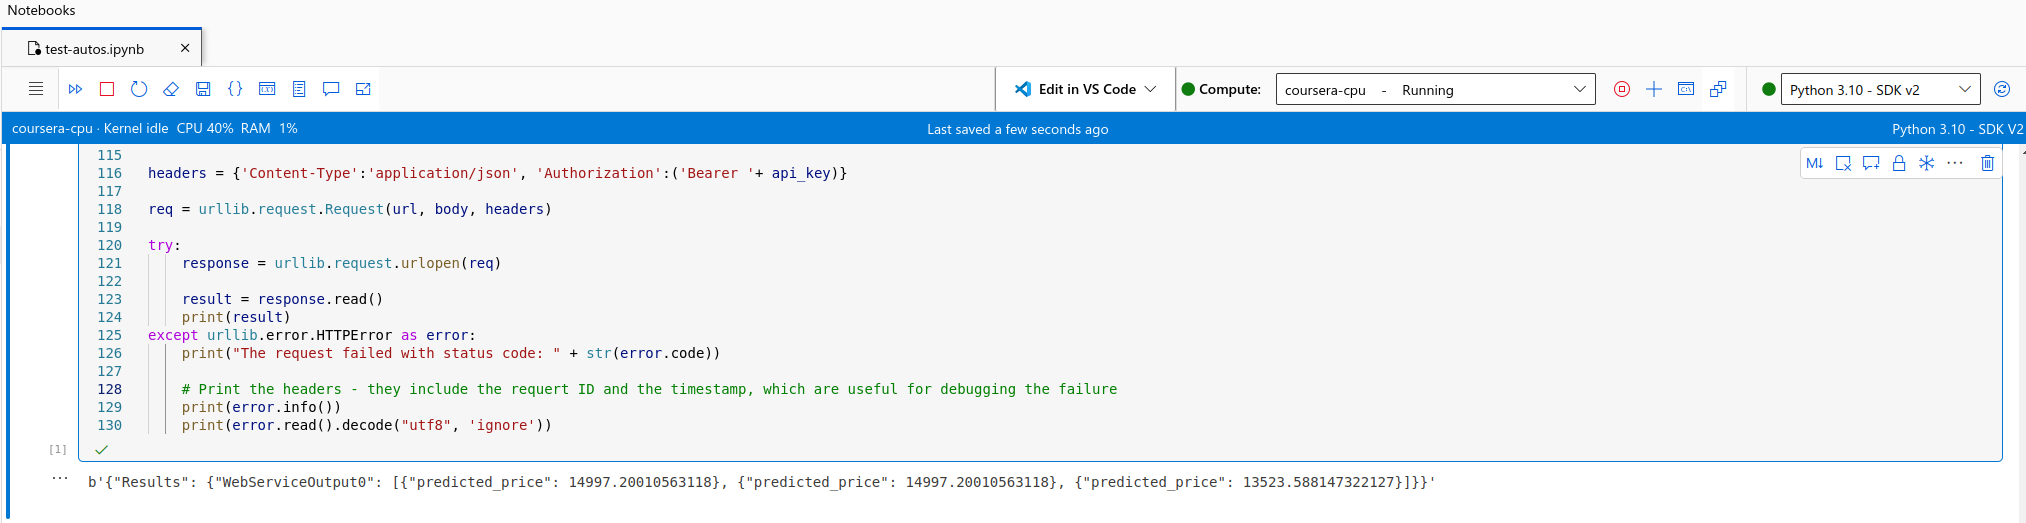 Notebooks
test-autos.ipynb ×
Edit in VS Code Compute: coursera-cpu - Running Python 3.10 - SDK v2
coursera-cpu · Kernel idle CPU 40% RAM 1% Last saved a few seconds ago Python 3.10 - SDK V2
115
116 headers = {'Content-Type':'application/json', 'Authorization':('Bearer '+ api_key)}
117
118 req = urllib.request.Request(url, body, headers)
119
120 try:
121 response = urllib.request.urlopen(req)
122
123 result = response.read()
124 print(result)
125 except urllib.error.HTTPError as error:
126 print("The request failed with status code: " + str(error.code))
127
128 # Print the headers - they include the requert ID and the timestamp, which are useful for debugging the failure
129 print(error.info())
130 print(error.read().decode("utf8", 'ignore'))
[1]
b'{"Results": {"WebServiceOutput0": [{"predicted_price": 14997.20010563118}, {"predicted_price": 14997.20010563118}, {"predicted_price": 13523.588147322127}]}}'